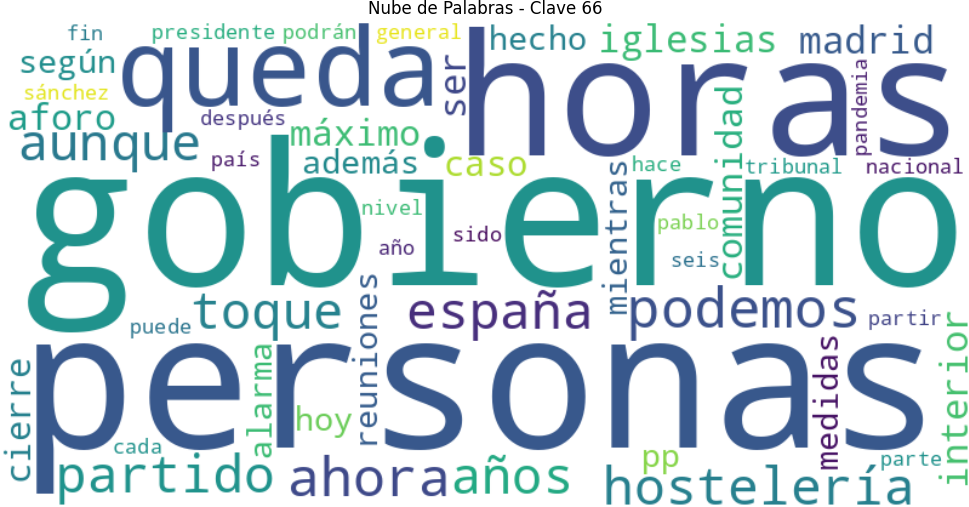 Nube de Palabras - Clave 66
fin presidente podrán general hecho iglesias madrid
según queda ser horas
sánchez
aforo después máximo comunidad pandemia
aunque país además caso mientras hace tribunal nacional
gobierno
nivel pablo
año sido seis
toque reuniones españa podemos partir
puede interior
personas
cierre alarma hoy medidas
cada pp parte
partido ahora años hostelería